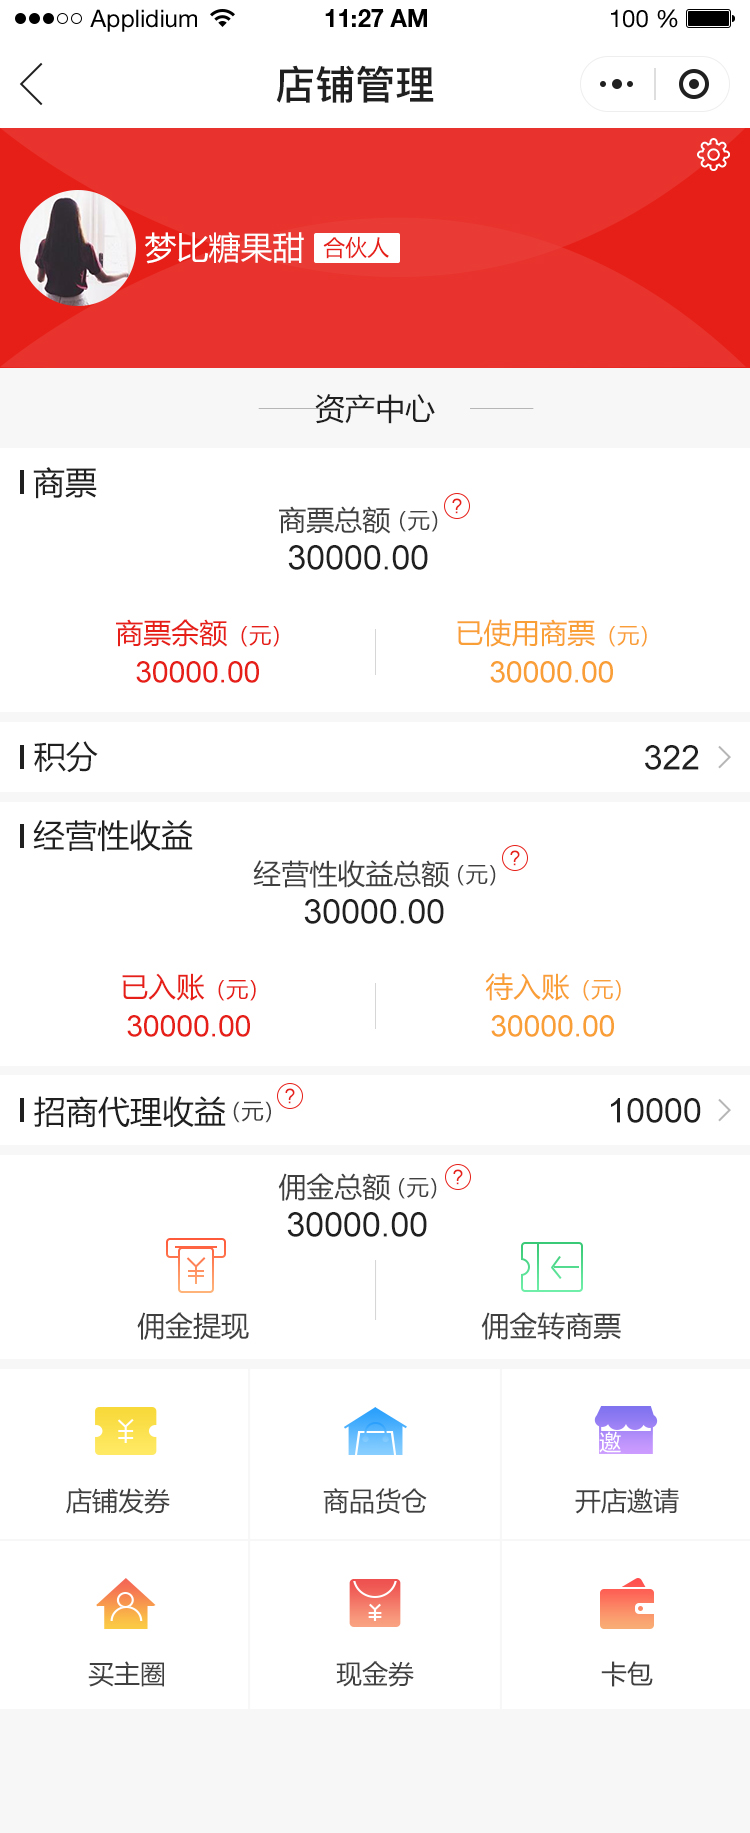 Applidium 11:27 AM 100 %
店铺管理
梦比糖果甜 合伙人
资产中心
商票
商票总额 (元) ?
30000.00
商票余额 (元) 已使用商票 (元)
30000.00 30000.00
积分 322
经营性收益
经营性收益总额 (元) ?
30000.00
已入账 (元) 待入账 (元)
30000.00 30000.00
招商代理收益 (元) ? 10000
佣金总额 (元) ?
30000.00
¥
佣金提现 佣金转商票
¥ 邀
店铺发券 商品货仓 开店邀请
¥
买主圈 现金券 卡包